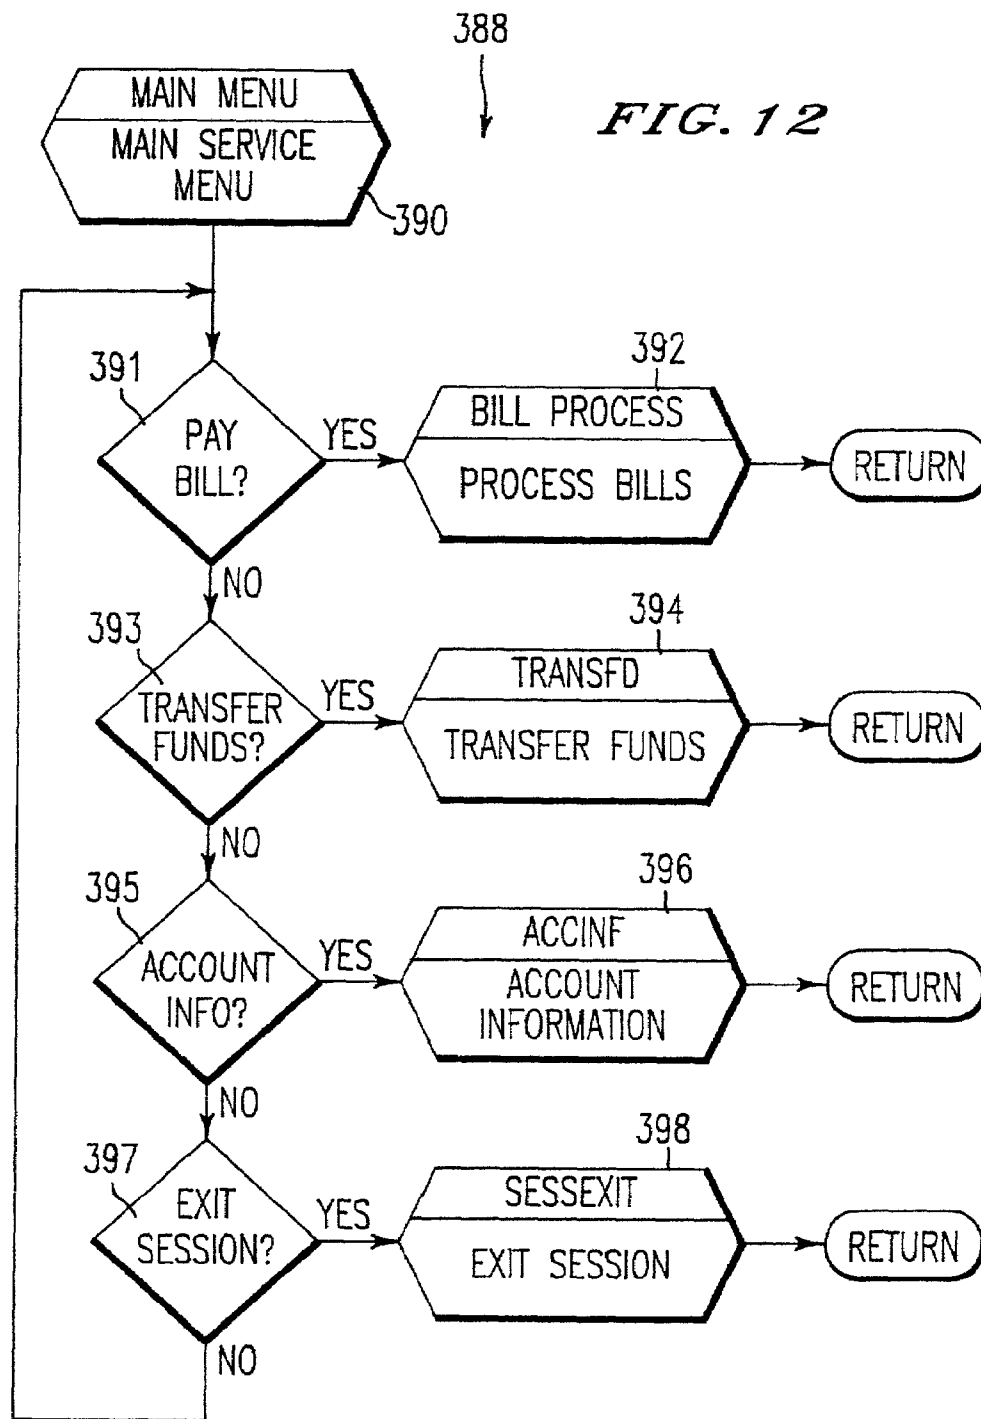 388
FIG. 12
MAIN MENU
MAIN SERVICE
MENU
390
391
PAY
BILL?
YES
392
BILL PROCESS
PROCESS BILLS
RETURN
NO
393
TRANSFER
FUNDS?
YES
394
TRANSFD
TRANSFER FUNDS
RETURN
NO
395
ACCOUNT
INFO?
YES
396
ACCINF
ACCOUNT
INFORMATION
RETURN
NO
397
EXIT
SESSION?
YES
398
SESSEXIT
EXIT SESSION
RETURN
NO